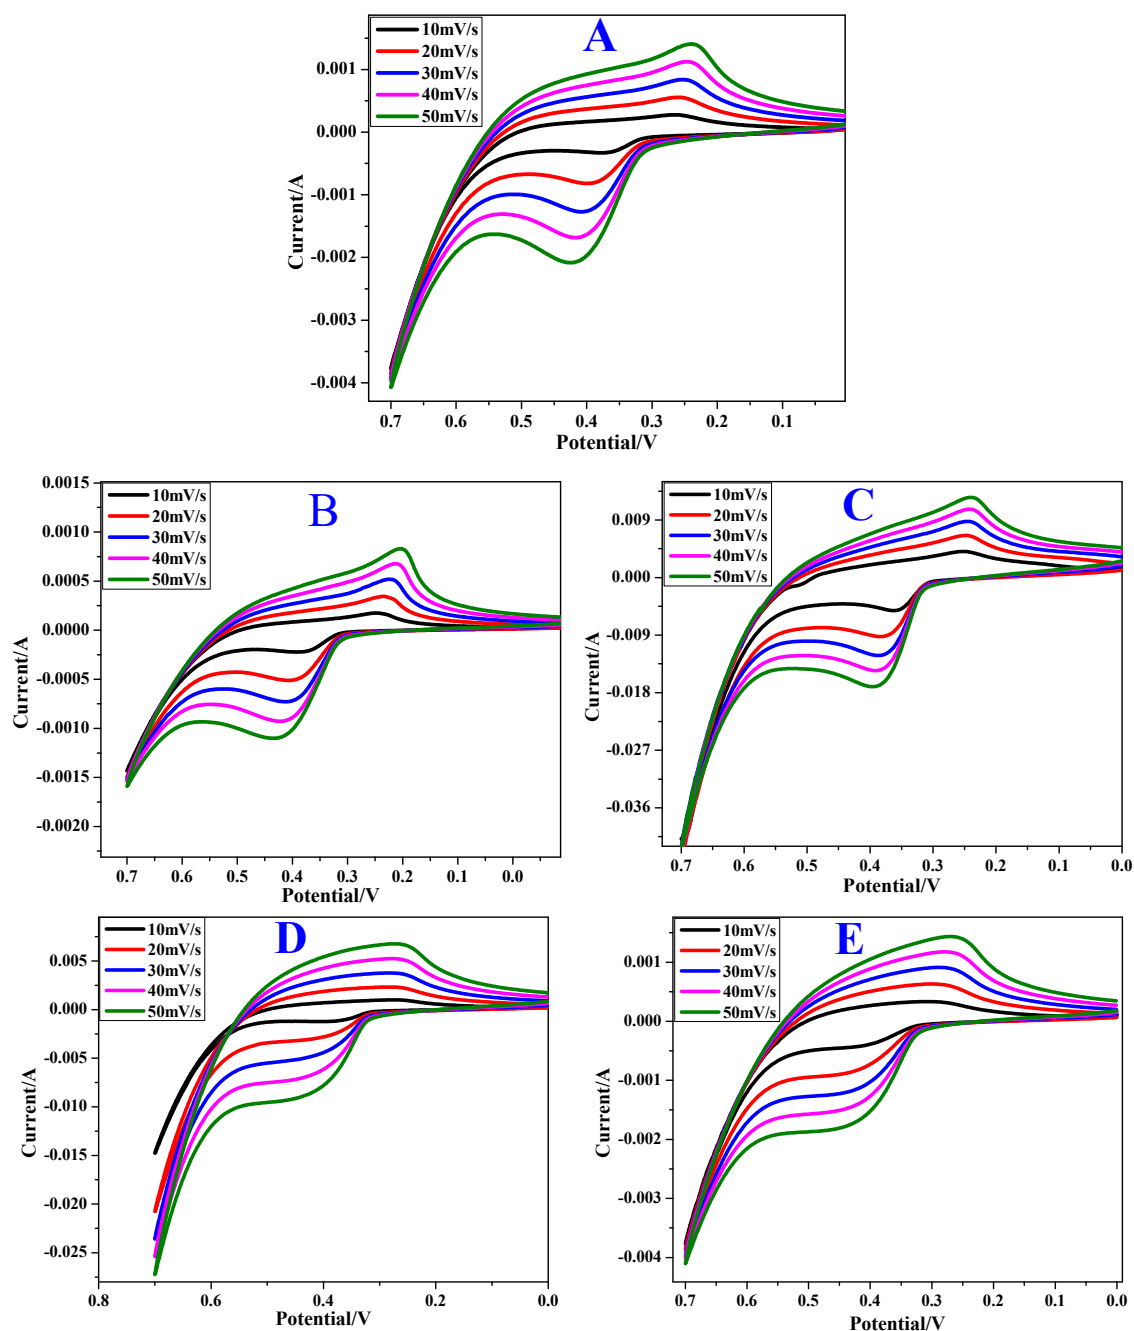 A
10mV/s
20mV/s
30mV/s
40mV/s
50mV/s
0.001
0.000
-0.001
-0.002
-0.003
-0.004
Current/A
0.7 0.6 0.5 0.4 0.3 0.2 0.1
Potential/V
B
10mV/s
20mV/s
30mV/s
40mV/s
50mV/s
0.0015
0.0010
0.0005
0.0000
-0.0005
-0.0010
-0.0015
-0.0020
Current/A
0.7 0.6 0.5 0.4 0.3 0.2 0.1 0.0
Potential/V
C
10mV/s
20mV/s
30mV/s
40mV/s
50mV/s
0.009
0.000
-0.009
-0.018
-0.027
-0.036
Current/A
0.7 0.6 0.5 0.4 0.3 0.2 0.1 0.0
Potential/V
D
10mV/s
20mV/s
30mV/s
40mV/s
50mV/s
0.005
0.000
-0.005
-0.010
-0.015
-0.020
-0.025
Current/A
0.8 0.6 0.4 0.2 0.0
Potential/V
E
10mV/s
20mV/s
30mV/s
40mV/s
50mV/s
0.001
0.000
-0.001
-0.002
-0.003
-0.004
Current/A
0.7 0.6 0.5 0.4 0.3 0.2 0.1 0.0
Potential/V